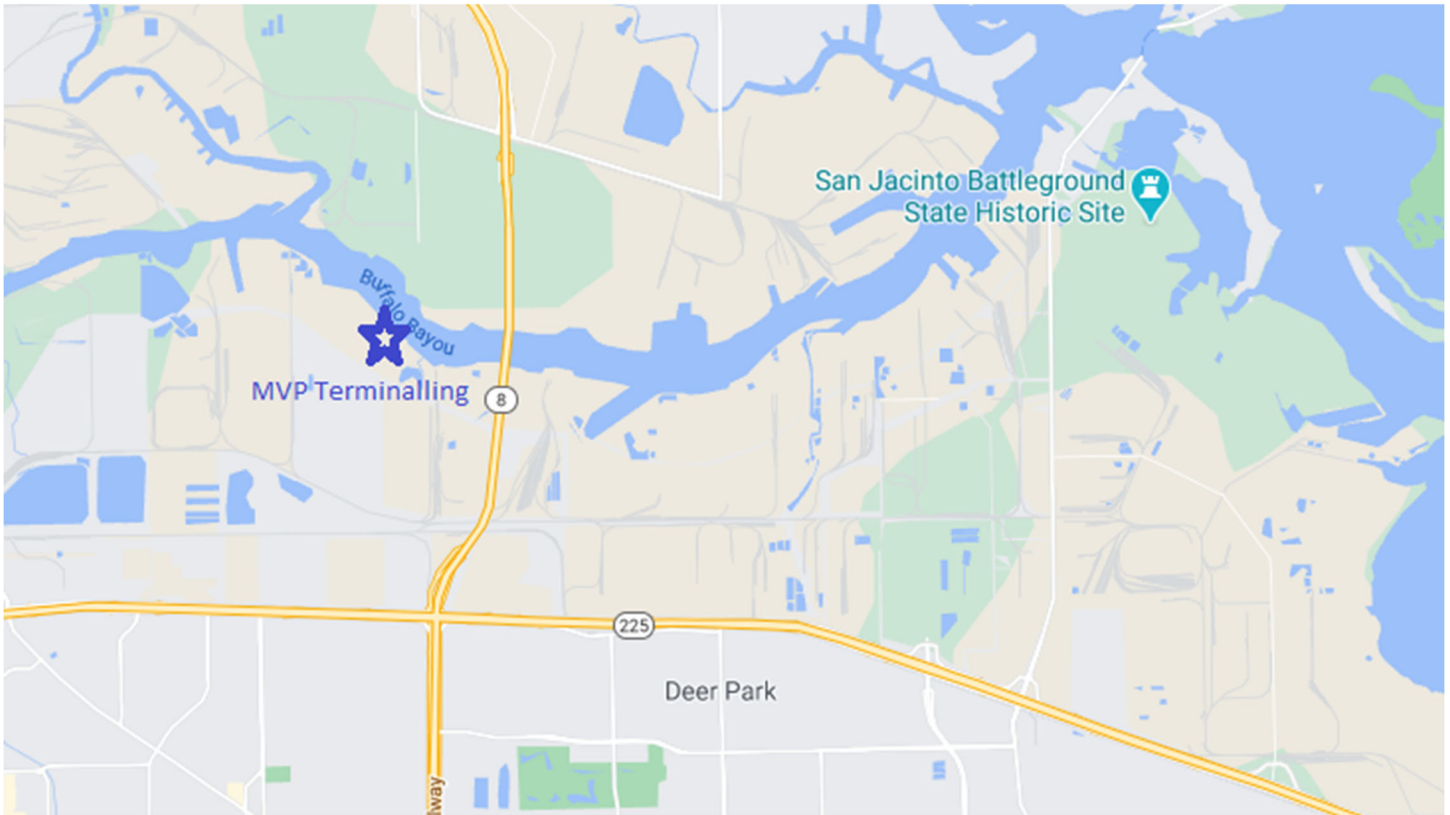 San Jacinto Battleground
State Historic Site
Buffalo Bayou
MVP Terminalling
8
225
Deer Park
lway